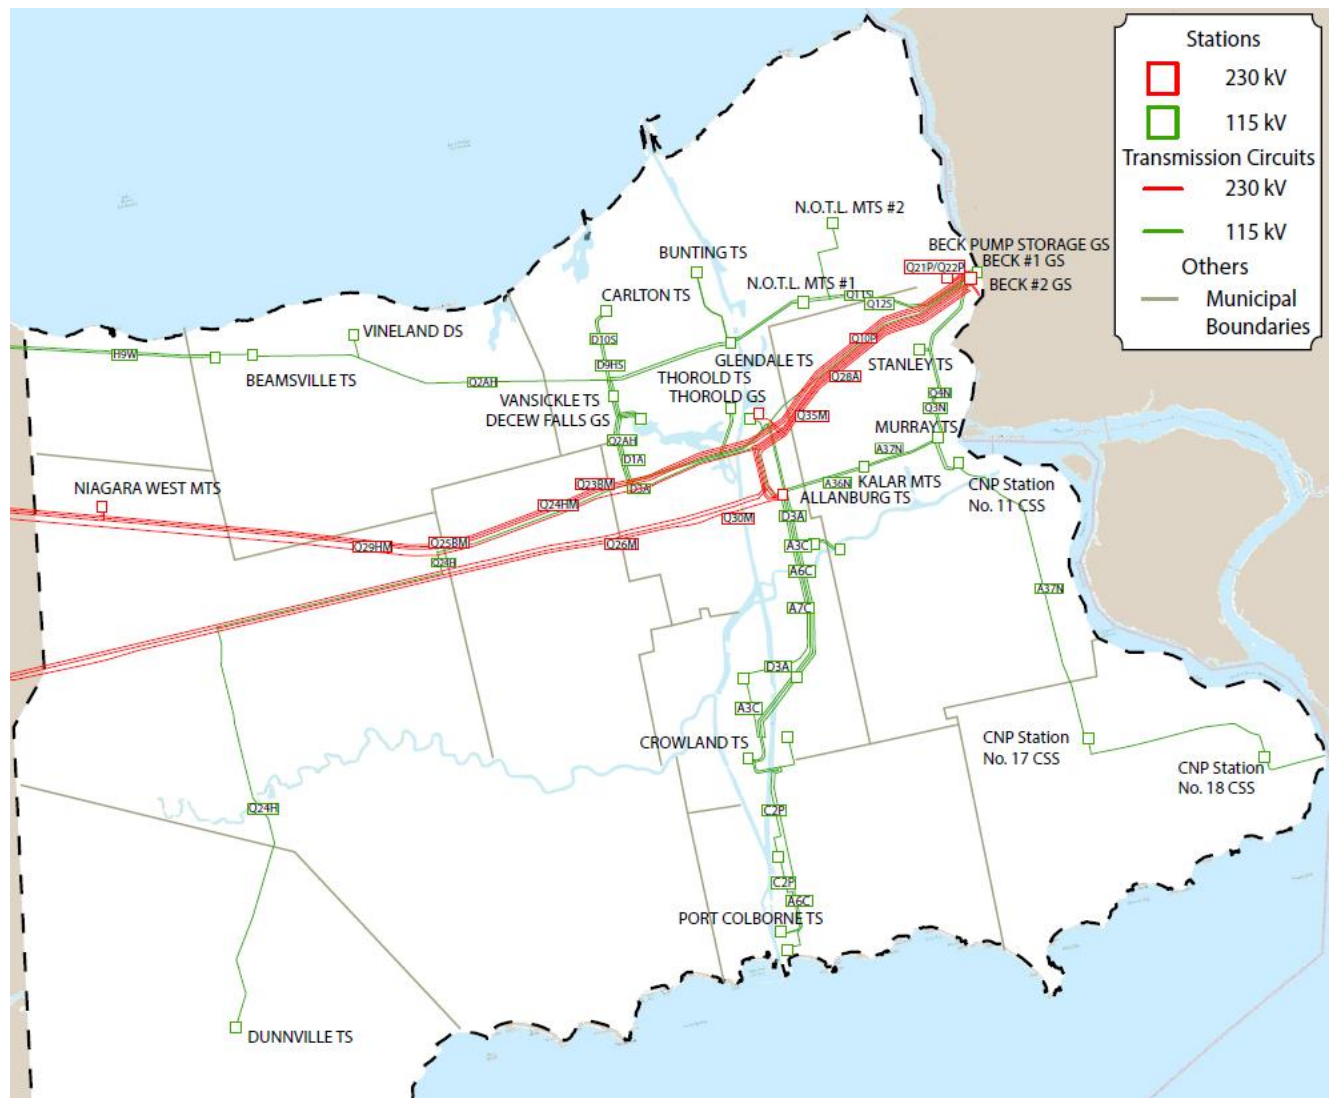 Stations
230 kV
115 kV
Transmission Circuits
230 kV
115 kV
Others
Municipal
Boundaries
N.O.T.L. MTS #2
BECK PUMP STORAGE GS
BUNTING TS
Q21P/Q22P
BECK #1 GS
N.O.T.L. MTS #1
BECK #2 GS
CARLTON TS
Q11S
Q12S
VINELAND DS
D10S
Q10P
H9W
GLENDALE TS
STANLEY TS
D9HS
BEAMSVILLE TS
Q2AH
THOROLD TS
Q28A
THOROLD GS
Q4N
VANSICKLE TS
Q3N
DECEW FALLS GS
Q35M
MURRAY TS
Q2AH
A37N
D1A
KALAR MTS
NIAGARA WEST MTS
Q23BM
D3A
A36N
CNP Station
No. 11 CSS
ALLANBURG TS
Q24HM
Q30M
D3A
Q29HM
Q25BM
Q26M
A3C
Q24H
A6C
A37N
A7C
D3A
A3C
CROWLAND TS
CNP Station
No. 17 CSS
CNP Station
No. 18 CSS
Q24H
C2P
C2P
A6C
PORT COLBORNE TS
DUNNVILLE TS